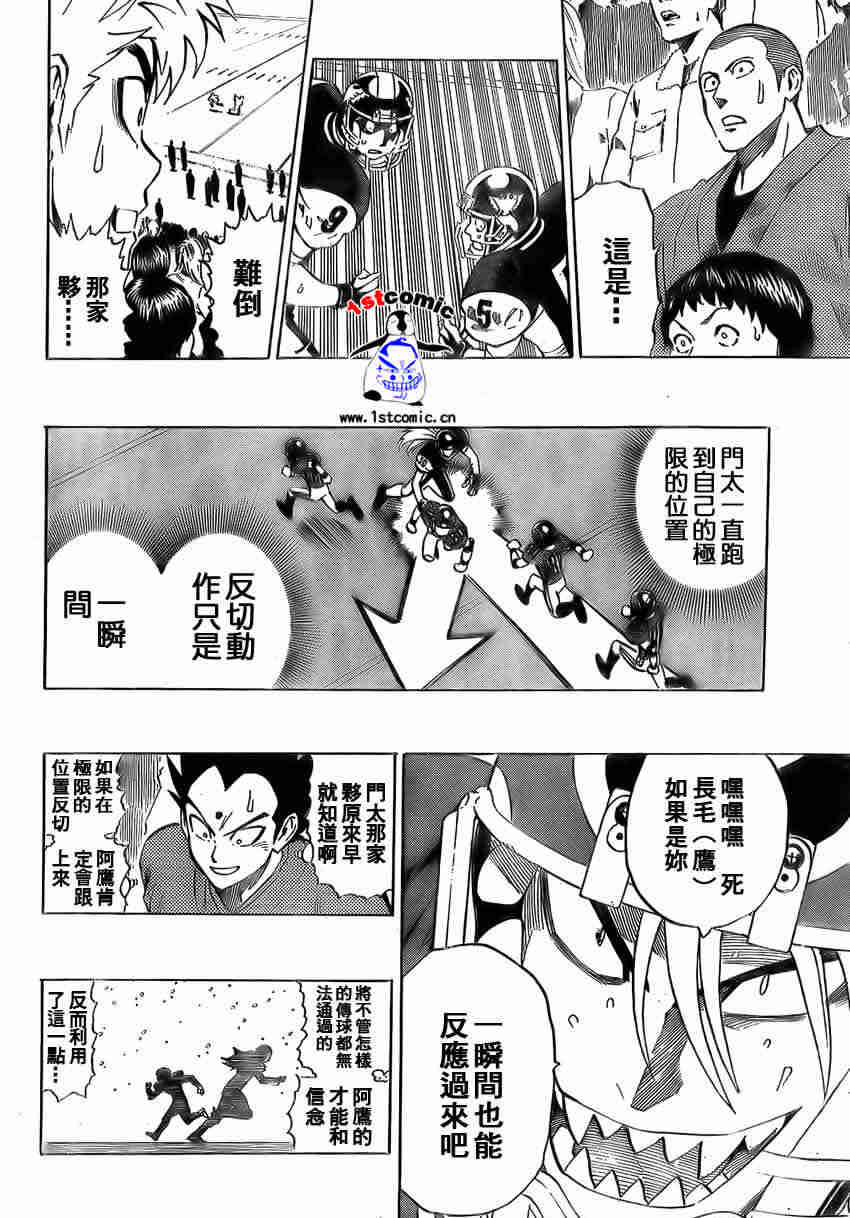 這是…
9
5
難倒
那家
夥……
1stcomic.
www.1stcomic.cn
門太一直跑
到自己的極
限的位置
反切動
作只是
一瞬
間
嘿嘿嘿 死
長毛（鷹）
如果是妳
一瞬間也能
反應過來吧
門太那家
夥原來早
就知道啊
如果在
極限的
位置反切
阿鷹肯
定會跟
上來
將不管怎樣
的傳球都無
法通過的
阿鷹的
才能和
信念
反而利用
了這一點…